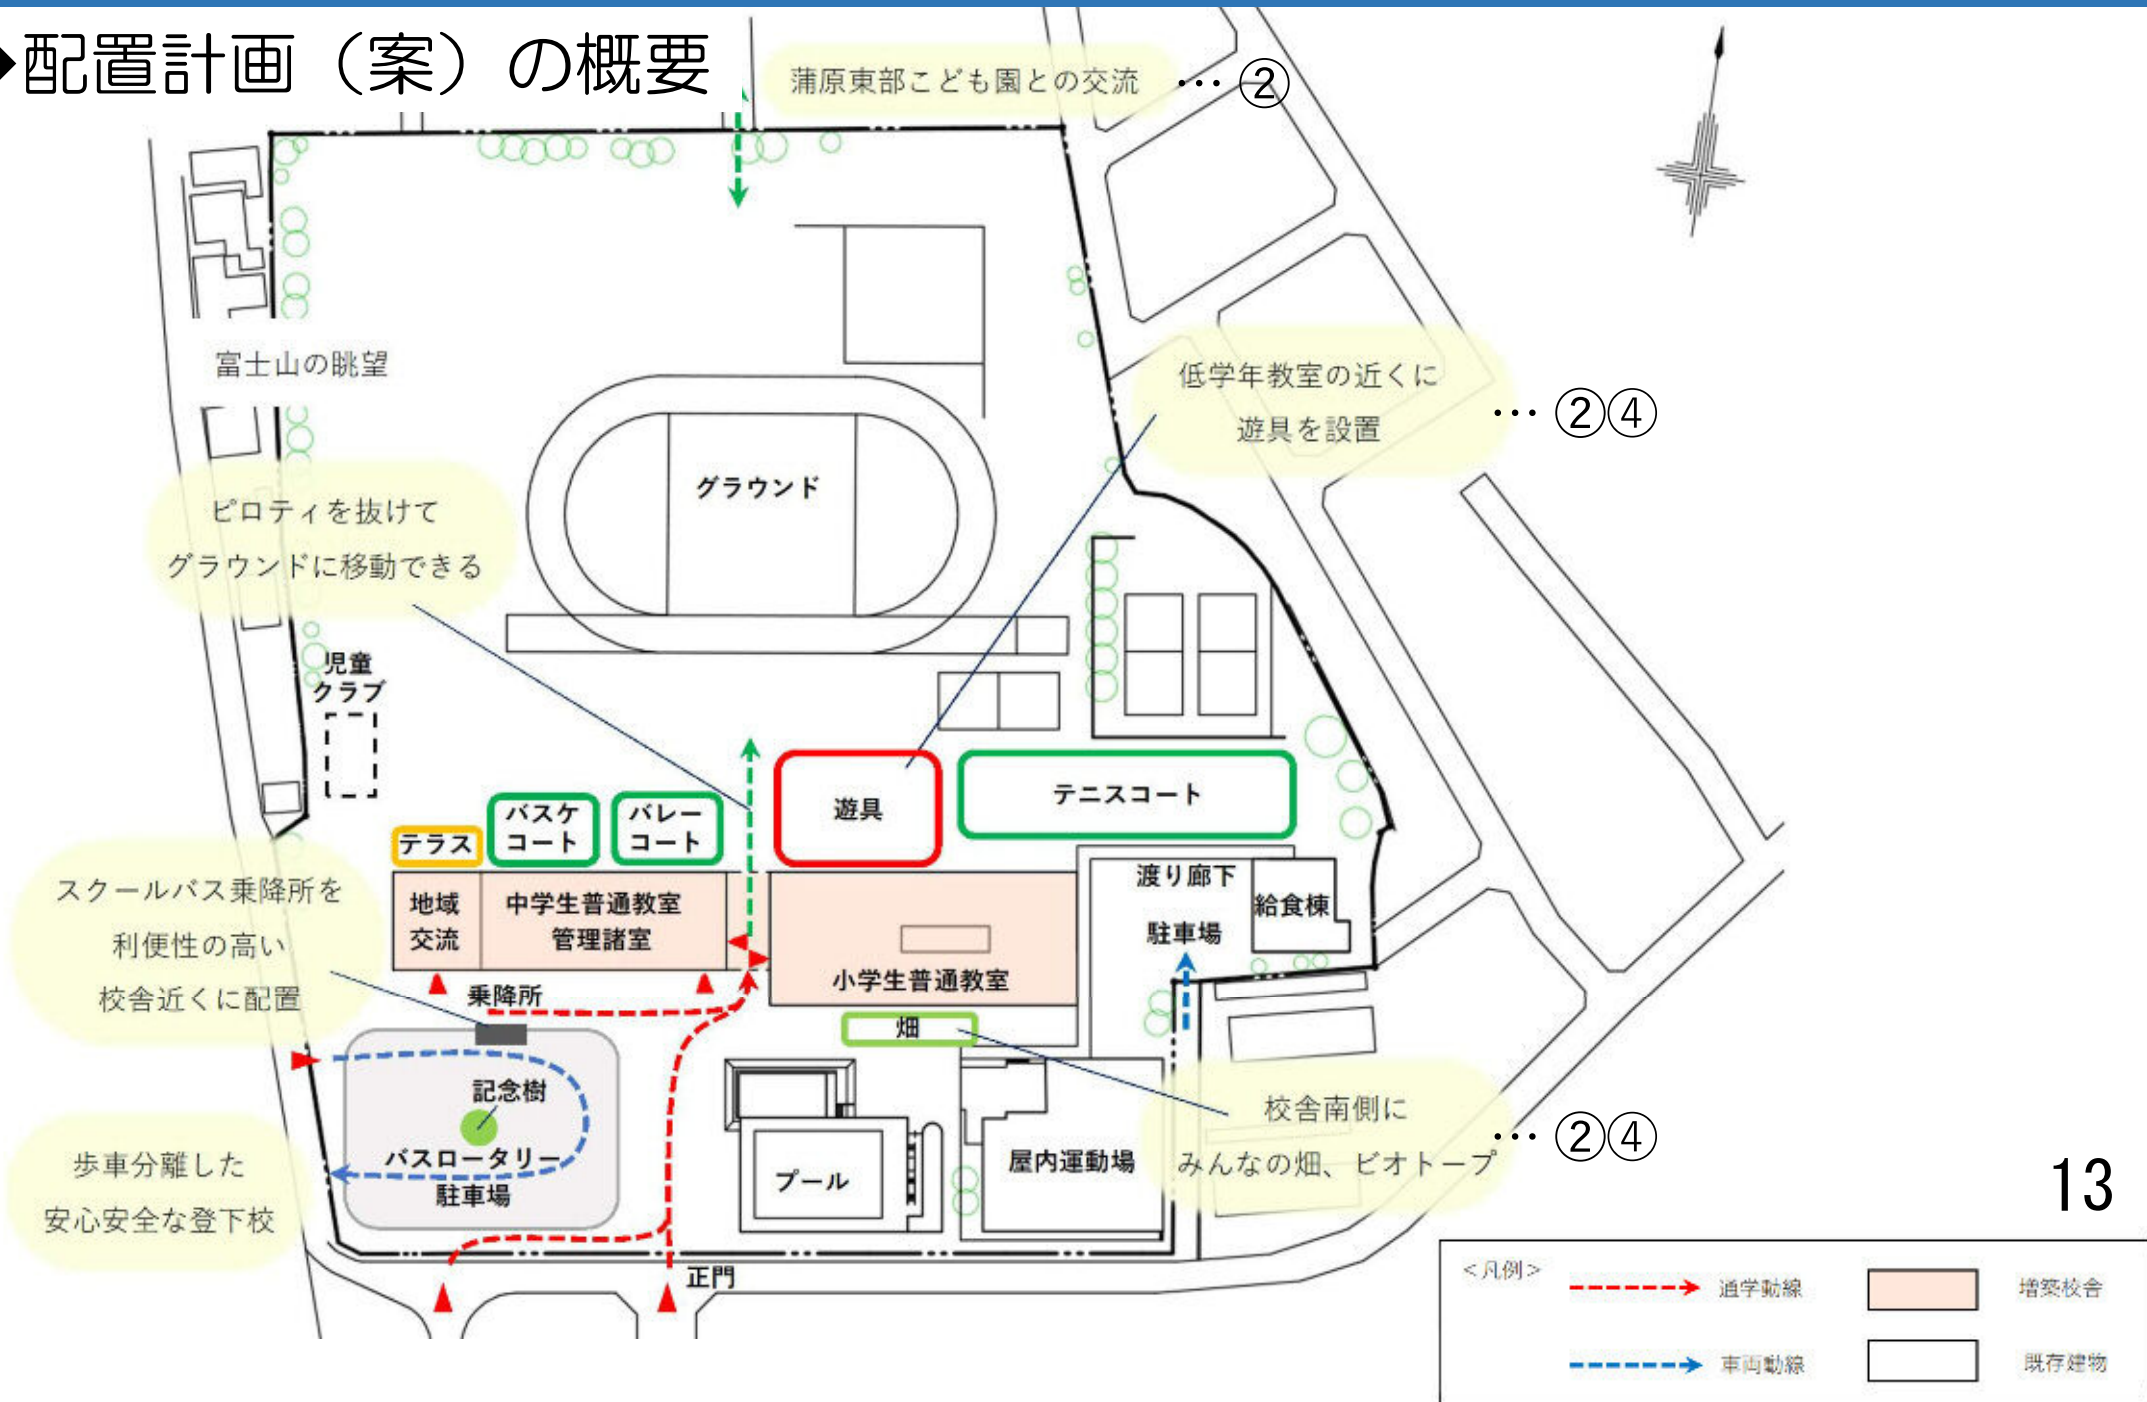 ◆配置計画（案）の概要
蒲原東部こども園との交流 … ②
富士山の眺望
低学年教室の近くに
遊具を設置
… ②④
グラウンド
ピロティを抜けて
グラウンドに移動できる
児童
クラブ
テラス
バスケ
コート
バレー
コート
遊具
テニスコート
地域
交流
中学生普通教室
管理諸室
小学生普通教室
渡り廊下
駐車場
給食棟
スクールバス乗降所を
利便性の高い
校舎近くに配置
乗降所
畑
記念樹
バスロータリー
駐車場
プール
屋内運動場
校舎南側に
みんなの畑、ビオトープ
… ②④
歩車分離した
安心安全な登下校
正門
13
＜凡例＞
通学動線
増築校舎
車両動線
既存建物